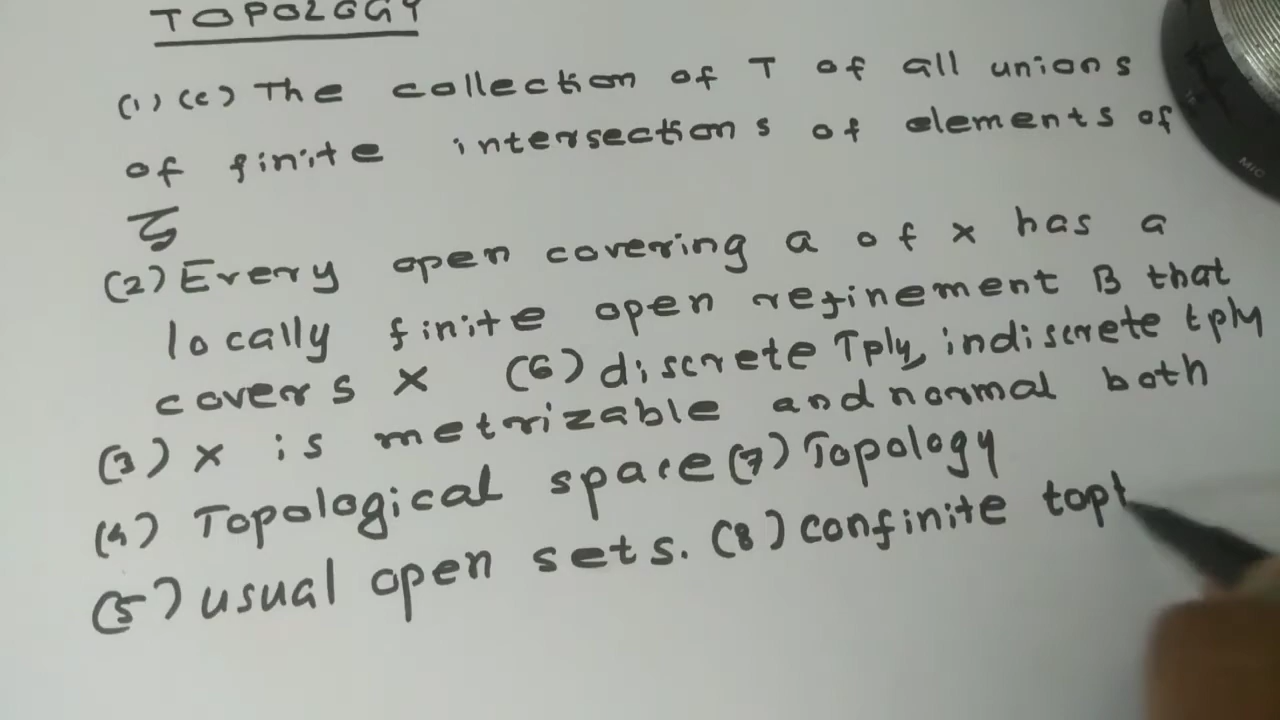 TOPOLOGY
(1) (c) The collection of T of all unions
of finite intersections of elements of
(2) Every open covering a of x has a
locally finite open refinement B that
covers x (6) discrete Tply, indiscrete tply
(3) x is metrizable and normal both
(4) Topological space (7) Topology
(5) usual open sets. (8) confinite topl
MIC